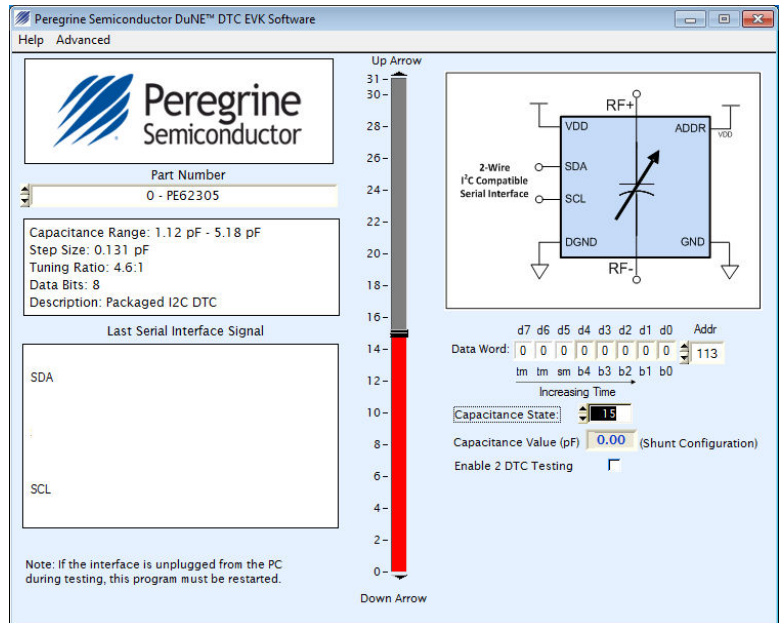 Peregrine Semiconductor DuNE™ DTC EVK Software
Help Advanced
Peregrine
Semiconductor
Part Number
0 - PE62305
Capacitance Range: 1.12 pF - 5.18 pF
Step Size: 0.131 pF
Tuning Ratio: 4.6:1
Data Bits: 8
Description: Packaged I2C DTC
Last Serial Interface Signal
SDA
SCL
Note: If the interface is unplugged from the PC
during testing, this program must be restarted.
Up Arrow
31
30
28
26
24
22
20
18
16
14
12
10
8
6
4
2
0
Down Arrow
RF+
VDD
ADDR
VDD
2-Wire
I²C Compatible
Serial Interface
SDA
SCL
DGND
GND
RF-
d7 d6 d5 d4 d3 d2 d1 d0 Addr
Data Word: 0 0 0 0 0 0 0 0 113
tm tm sm b4 b3 b2 b1 b0
Increasing Time
Capacitance State: 15
Capacitance Value (pF) 0.00 (Shunt Configuration)
Enable 2 DTC Testing